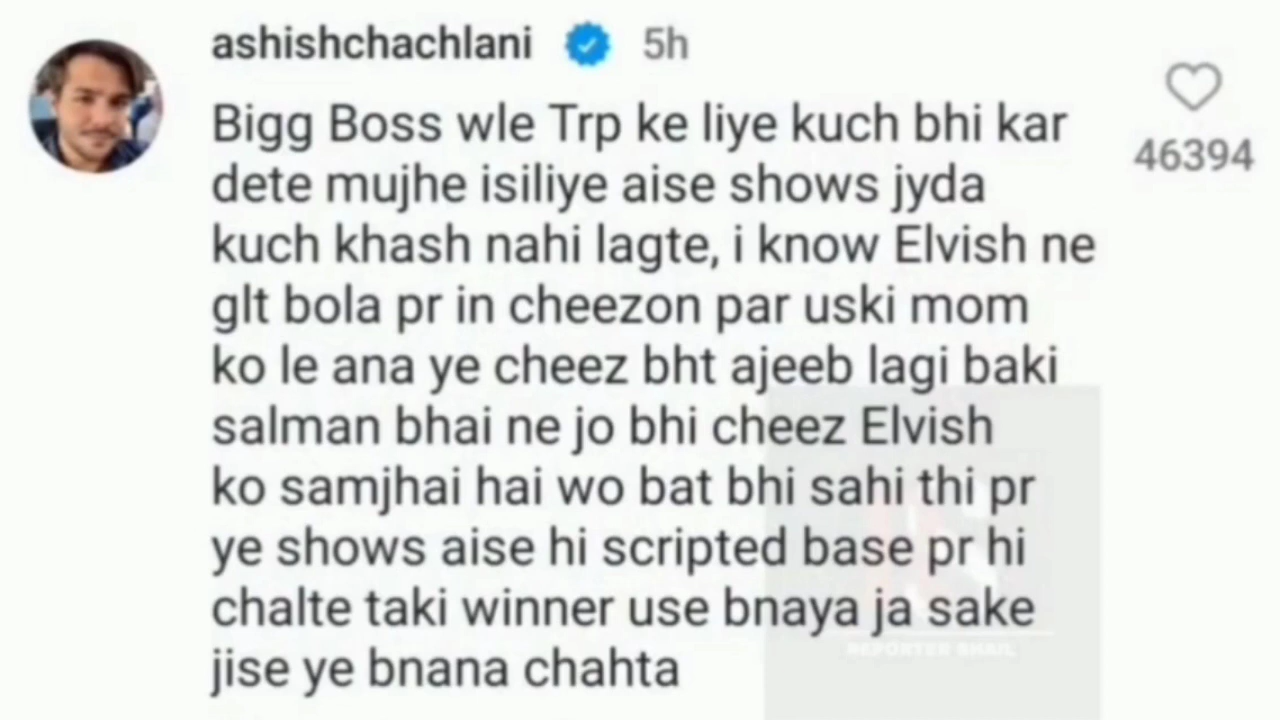 ashishchachlani 5h
46394
Bigg Boss wle Trp ke liye kuch bhi kar
dete mujhe isiliye aise shows jyda
kuch khash nahi lagte, i know Elvish ne
glt bola pr in cheezon par uski mom
ko le ana ye cheez bht ajeeb lagi baki
salman bhai ne jo bhi cheez Elvish
ko samjhai hai wo bat bhi sahi thi pr
ye shows aise hi scripted base pr hi
chalte taki winner use bnaya ja sake
jise ye bnana chahta
REPORTER SHAIL